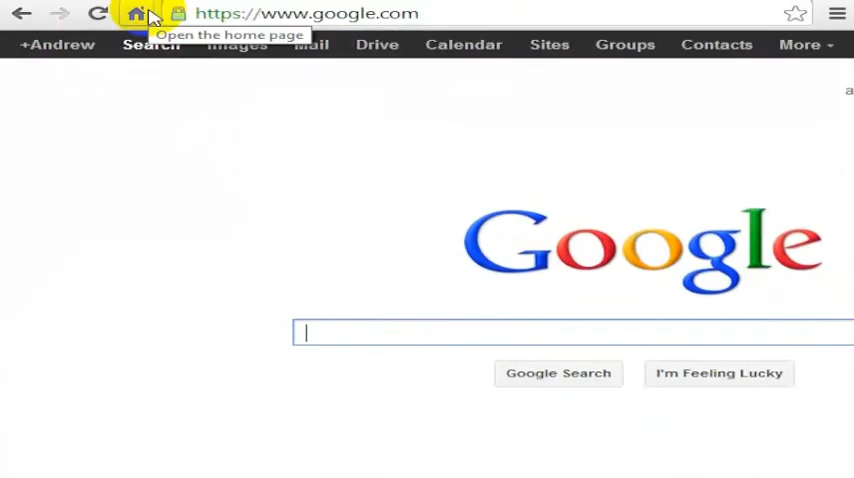 https://www.google.com
Open the home page
+Andrew Search Images Mail Drive Calendar Sites Groups Contacts More
a
Google
Google Search I'm Feeling Lucky